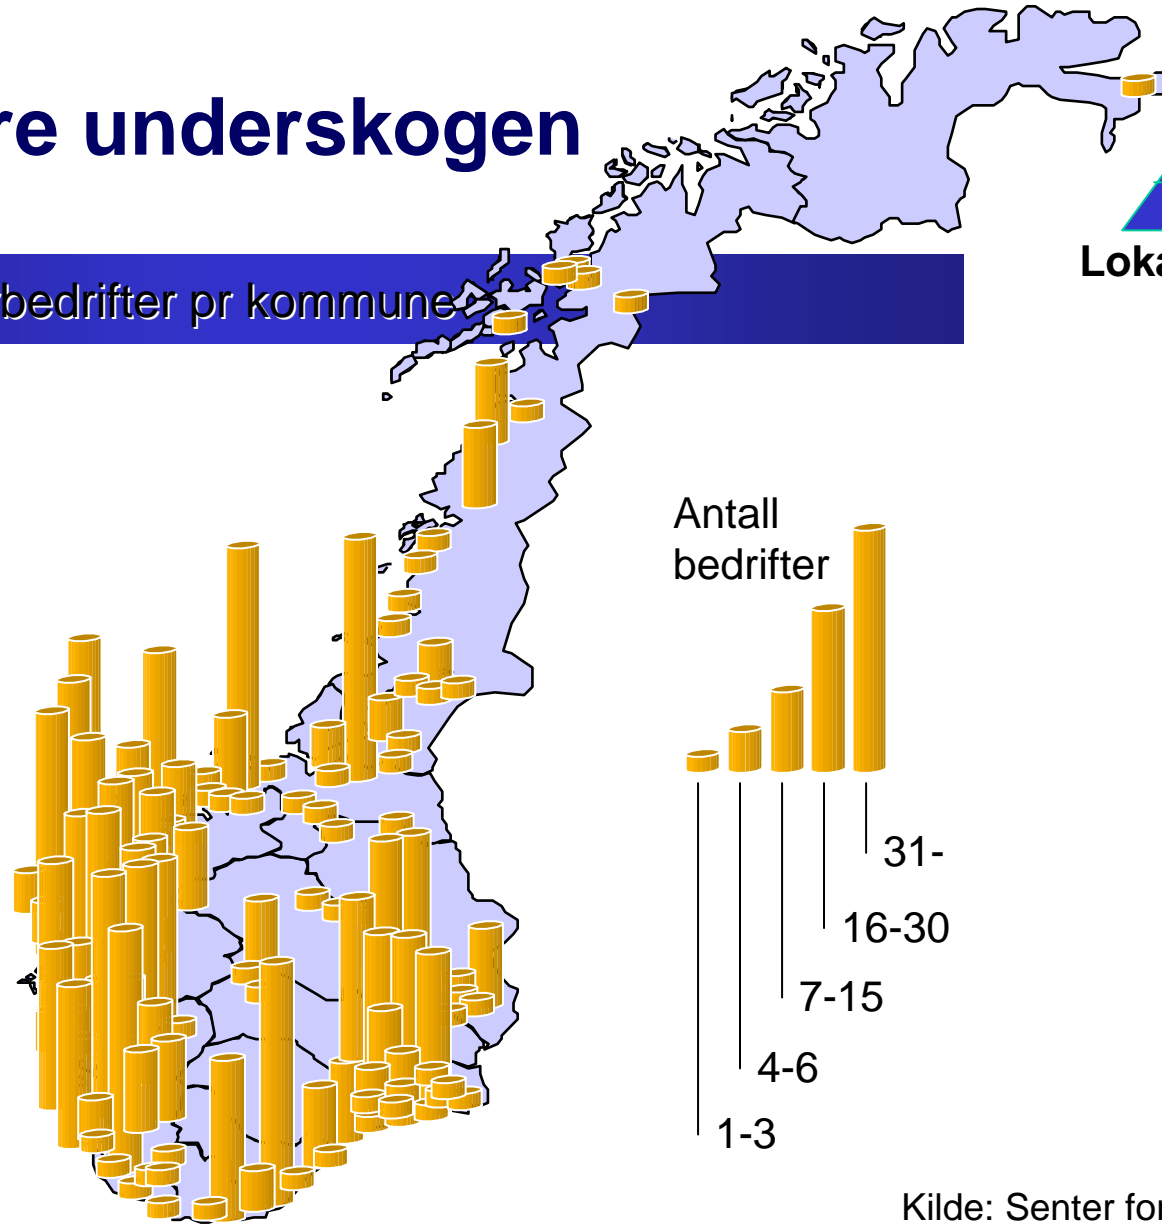 re underskogen
bedrifter pr kommune
Loka
Antall
bedrifter
31-
16-30
7-15
4-6
1-3
Kilde: Senter for